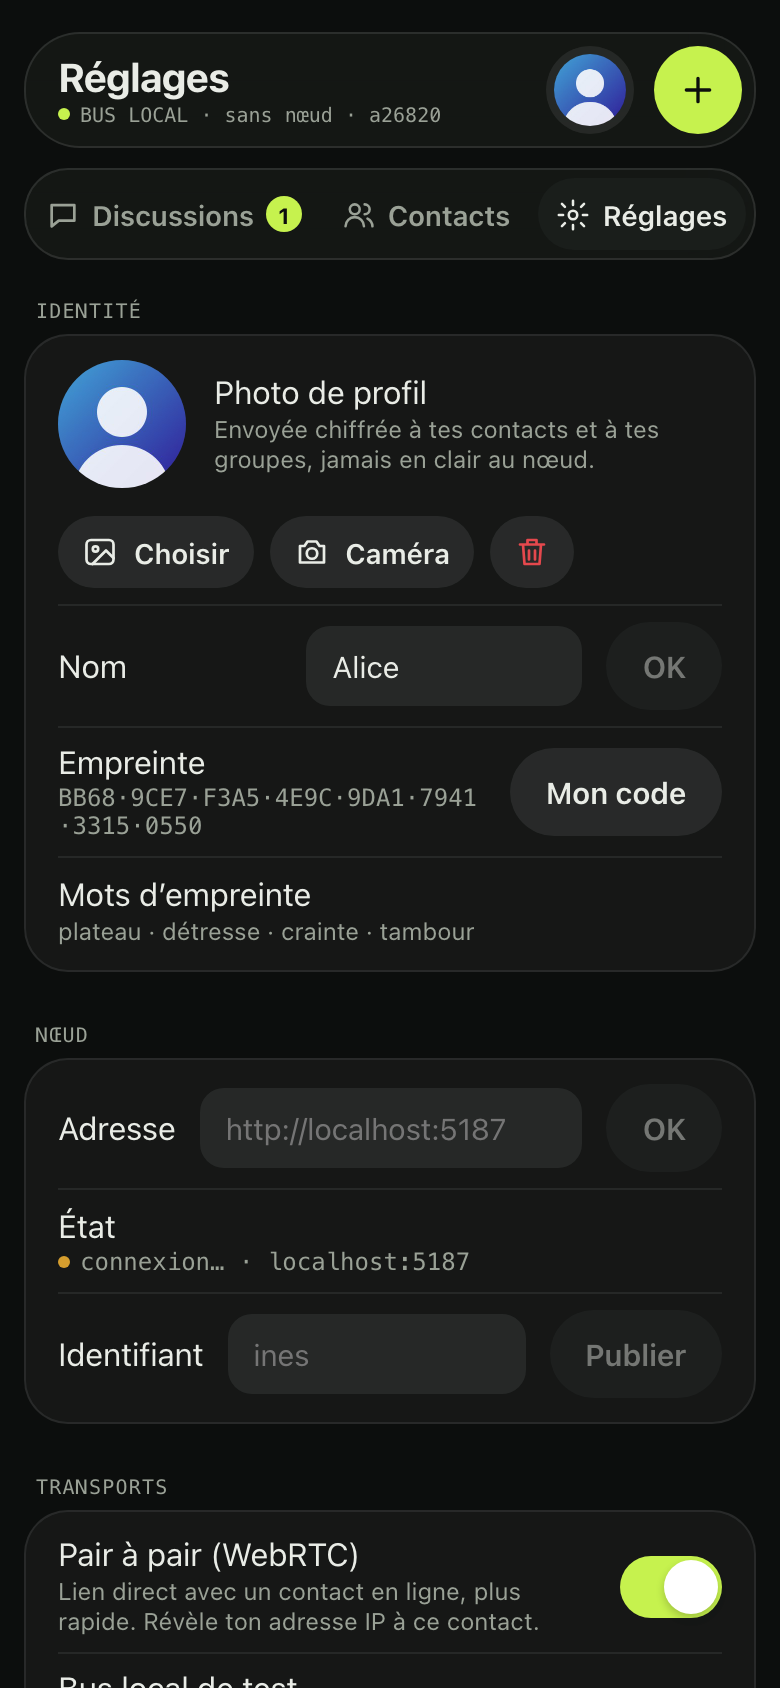 Réglages
BUS LOCAL · sans nœud · a26820
Discussions 1 Contacts Réglages
IDENTITÉ
Photo de profil
Envoyée chiffrée à tes contacts et à tes
groupes, jamais en clair au nœud.
Choisir Caméra
Nom Alice OK
Empreinte
BB68·9CE7·F3A5·4E9C·9DA1·7941
·3315·0550
Mon code
Mots d’empreinte
plateau · détresse · crainte · tambour
NŒUD
Adresse http://localhost:5187 OK
État
connexion… · localhost:5187
Identifiant ines Publier
TRANSPORTS
Pair à pair (WebRTC)
Lien direct avec un contact en ligne, plus
rapide. Révèle ton adresse IP à ce contact.
Bus local de test